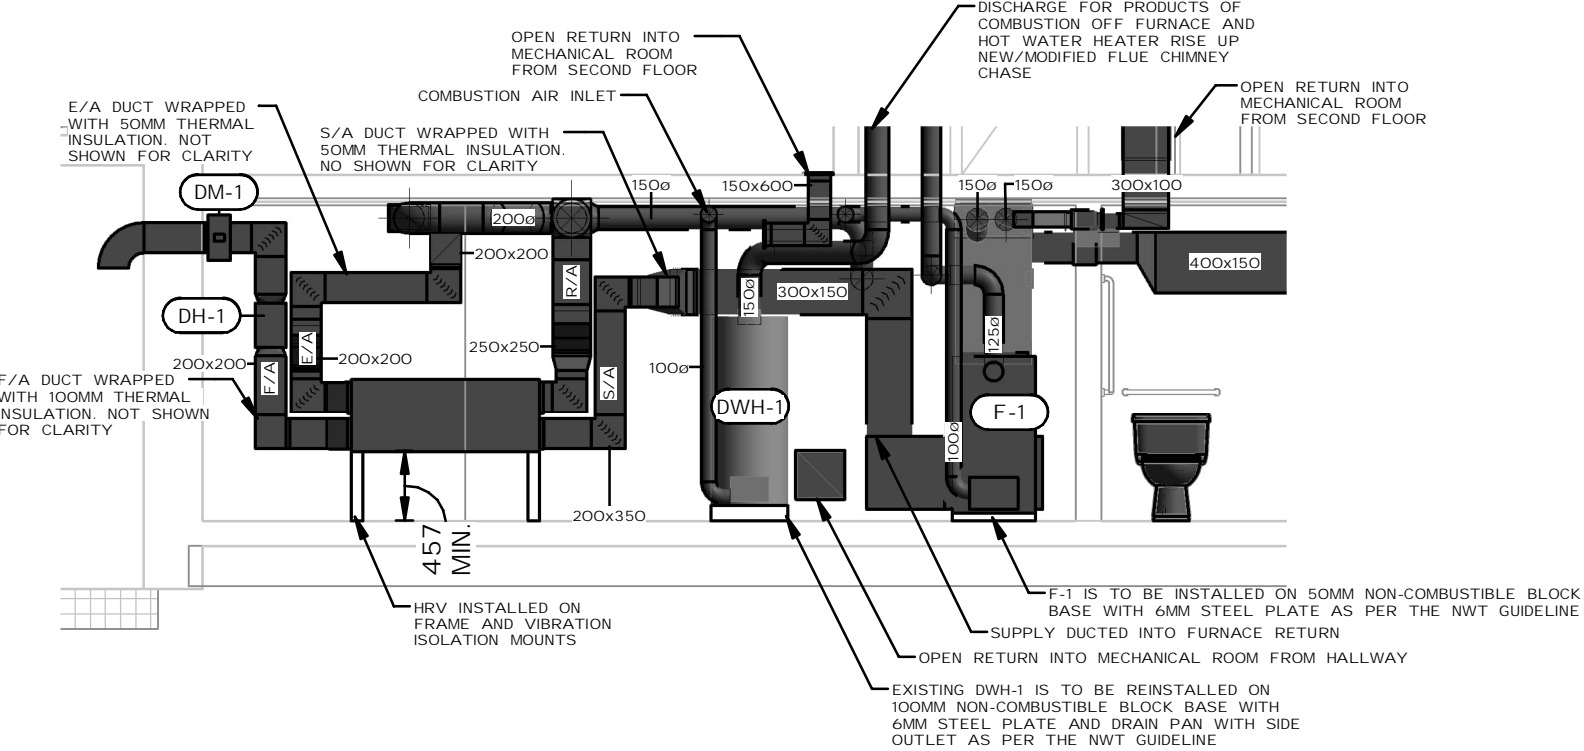 DISCHARGE FOR PRODUCTS OF
COMBUSTION OFF FURNACE AND
HOT WATER HEATER RISE UP
NEW/MODIFIED FLUE CHIMNEY
CHASE
OPEN RETURN INTO
MECHANICAL ROOM
FROM SECOND FLOOR
COMBUSTION AIR INLET
OPEN RETURN INTO
MECHANICAL ROOM
FROM SECOND FLOOR
E/A DUCT WRAPPED
WITH 50MM THERMAL
INSULATION. NOT
SHOWN FOR CLARITY
S/A DUCT WRAPPED WITH
50MM THERMAL INSULATION.
NO SHOWN FOR CLARITY
DM-1
150ø
150x600
150ø
150ø
300x100
200ø
200x200
R/A
400x150
300x150
150ø
DH-1
E/A
125ø
200x200
200x200
250x250
100ø
F/A
S/A
F/A DUCT WRAPPED
WITH 100MM THERMAL
INSULATION. NOT SHOWN
FOR CLARITY
DWH-1
F-1
100ø
200x350
457
MIN.
HRV INSTALLED ON
FRAME AND VIBRATION
ISOLATION MOUNTS
F-1 IS TO BE INSTALLED ON 50MM NON-COMBUSTIBLE BLOCK
BASE WITH 6MM STEEL PLATE AS PER THE NWT GUIDELINE
SUPPLY DUCTED INTO FURNACE RETURN
OPEN RETURN INTO MECHANICAL ROOM FROM HALLWAY
EXISTING DWH-1 IS TO BE REINSTALLED ON
100MM NON-COMBUSTIBLE BLOCK BASE WITH
6MM STEEL PLATE AND DRAIN PAN WITH SIDE
OUTLET AS PER THE NWT GUIDELINE